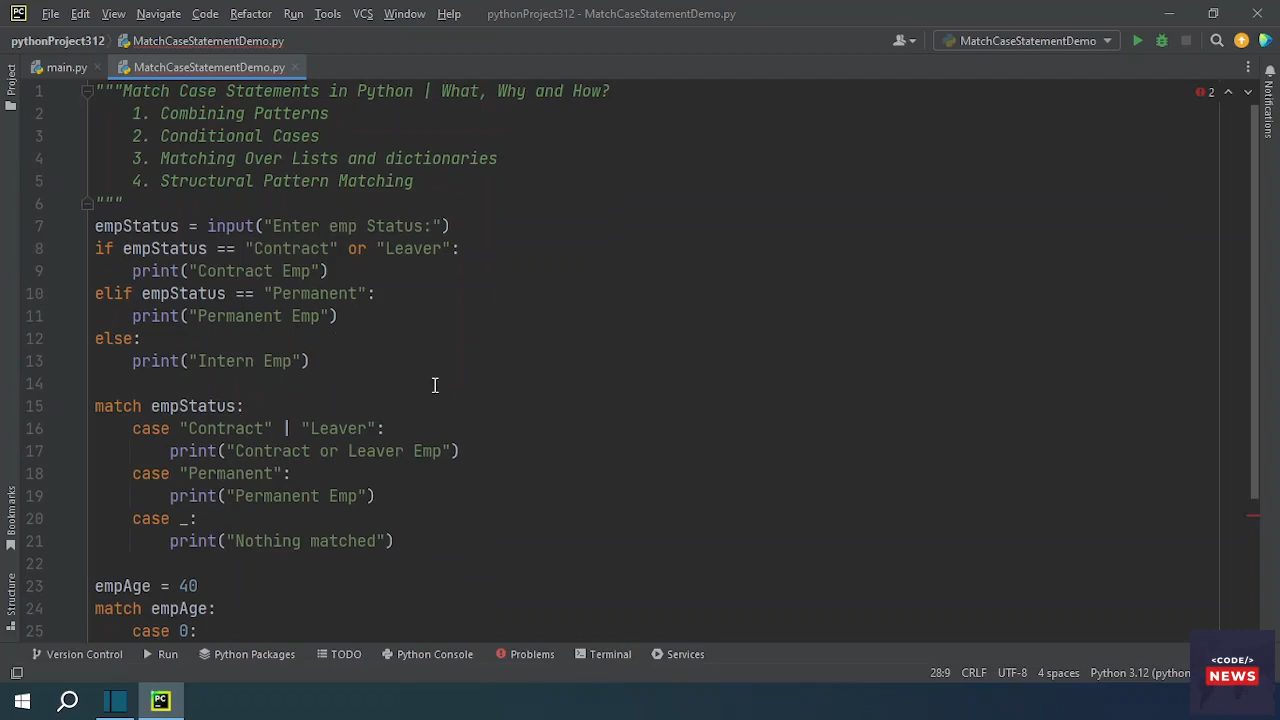 File Edit View Navigate Code Refactor Run Tools VCS Window Help pythonProject312 - MatchCaseStatementDemo.py
pythonProject312 MatchCaseStatementDemo.py MatchCaseStatementDemo
main.py MatchCaseStatementDemo.py
Project
Notifications
Bookmarks
Structure
2
1 """Match Case Statements in Python | What, Why and How?
2 1. Combining Patterns
3 2. Conditional Cases
4 3. Matching Over Lists and dictionaries
5 4. Structural Pattern Matching
6 """
7 empStatus = input("Enter emp Status:")
8 if empStatus == "Contract" or "Leaver":
9 print("Contract Emp")
10 elif empStatus == "Permanent":
11 print("Permanent Emp")
12 else:
13 print("Intern Emp")
14
15 match empStatus:
16 case "Contract" | "Leaver":
17 print("Contract or Leaver Emp")
18 case "Permanent":
19 print("Permanent Emp")
20 case _:
21 print("Nothing matched")
22
23 empAge = 40
24 match empAge:
25 case 0:
Version Control Run Python Packages TODO Python Console Problems Terminal Services
28:9 CRLF UTF-8 4 spaces Python 3.12 (python
<CODE/>
NEWS